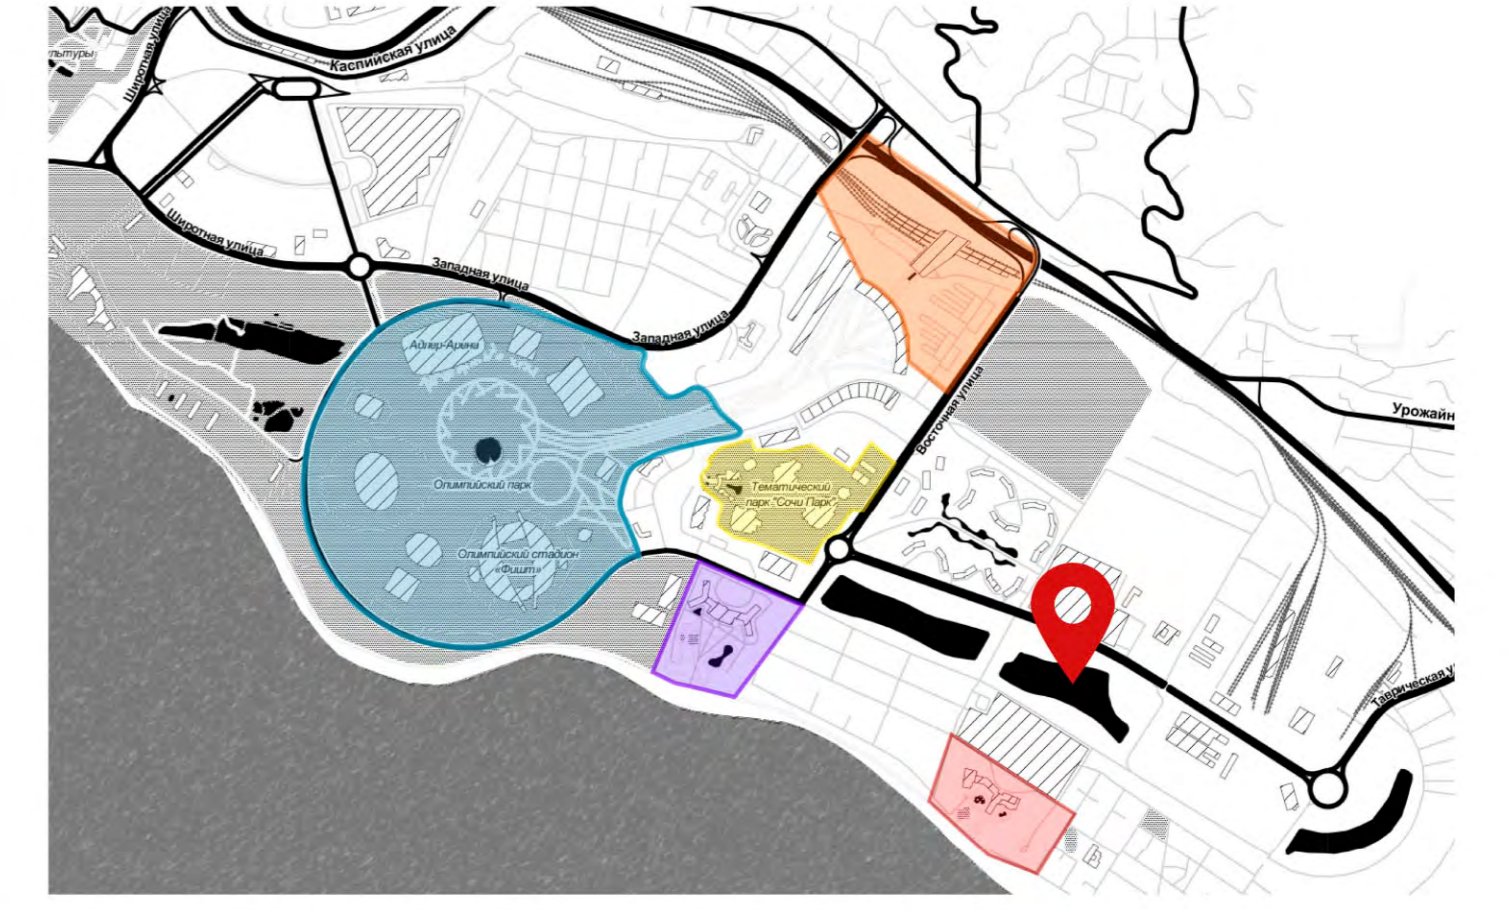 Каспийская улица
Широтная улица
Широтная улица
Западная улица
Западная улица
Адлер-Арена
Восточная улица
Урожайн
Олимпийский парк
Тематический
парк "Сочи Парк"
Олимпийский стадион
«Фишт»
Таврическая у